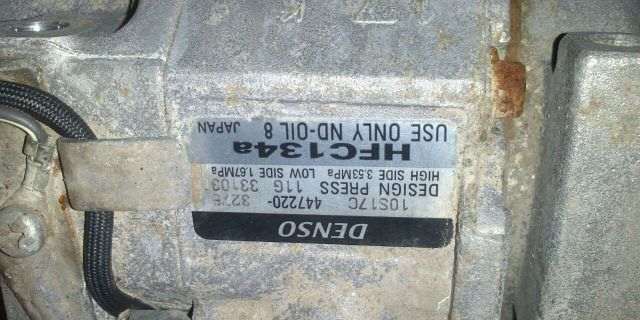 DENSO
10S17C 447220-3276
DESIGN PRESS 11G 33103
HIGH SIDE 3.53MPa LOW SIDE 1.67MPa
HFC134a
USE ONLY ND-OIL 8 JAPAN